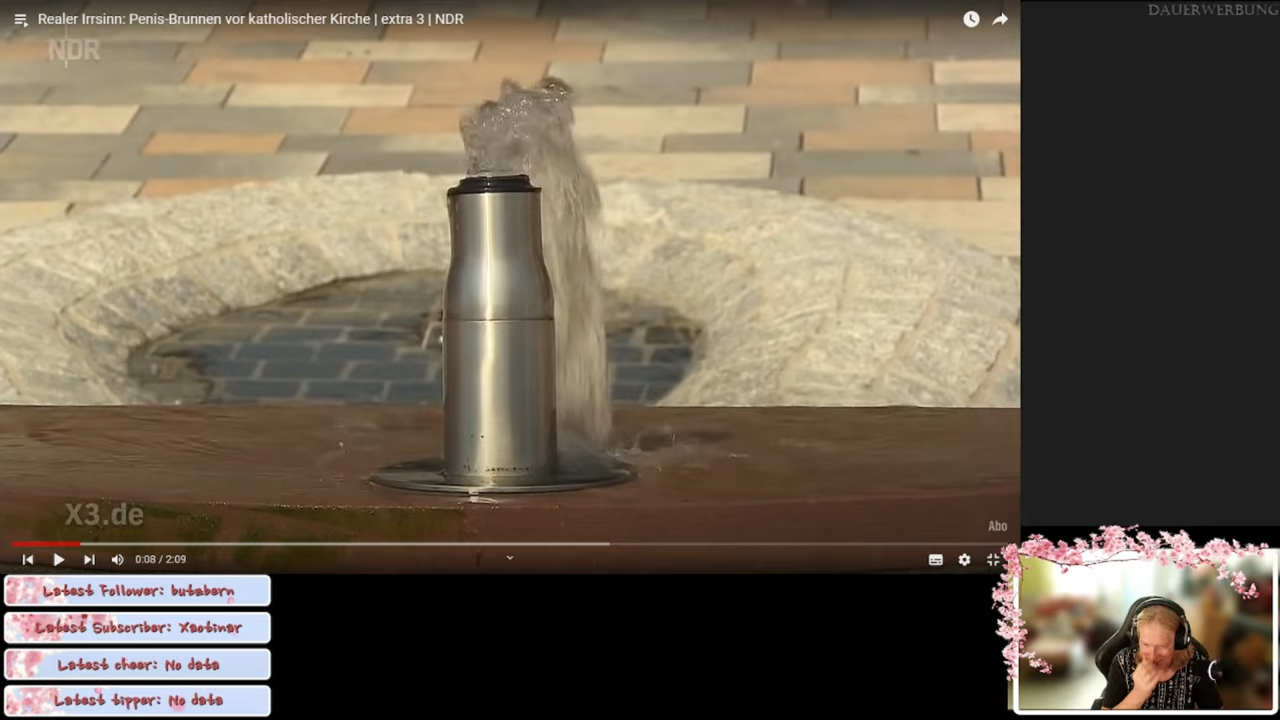 Realer Irrsinn: Penis-Brunnen vor katholischer Kirche | extra 3 | NDR
DAUERWERBUNG
NDR
X3.de
Abo
0:08 / 2:09
Latest Follower: butabern
Latest Subscriber: Xaotinar
Latest cheer: No data
Latest tipper: No data